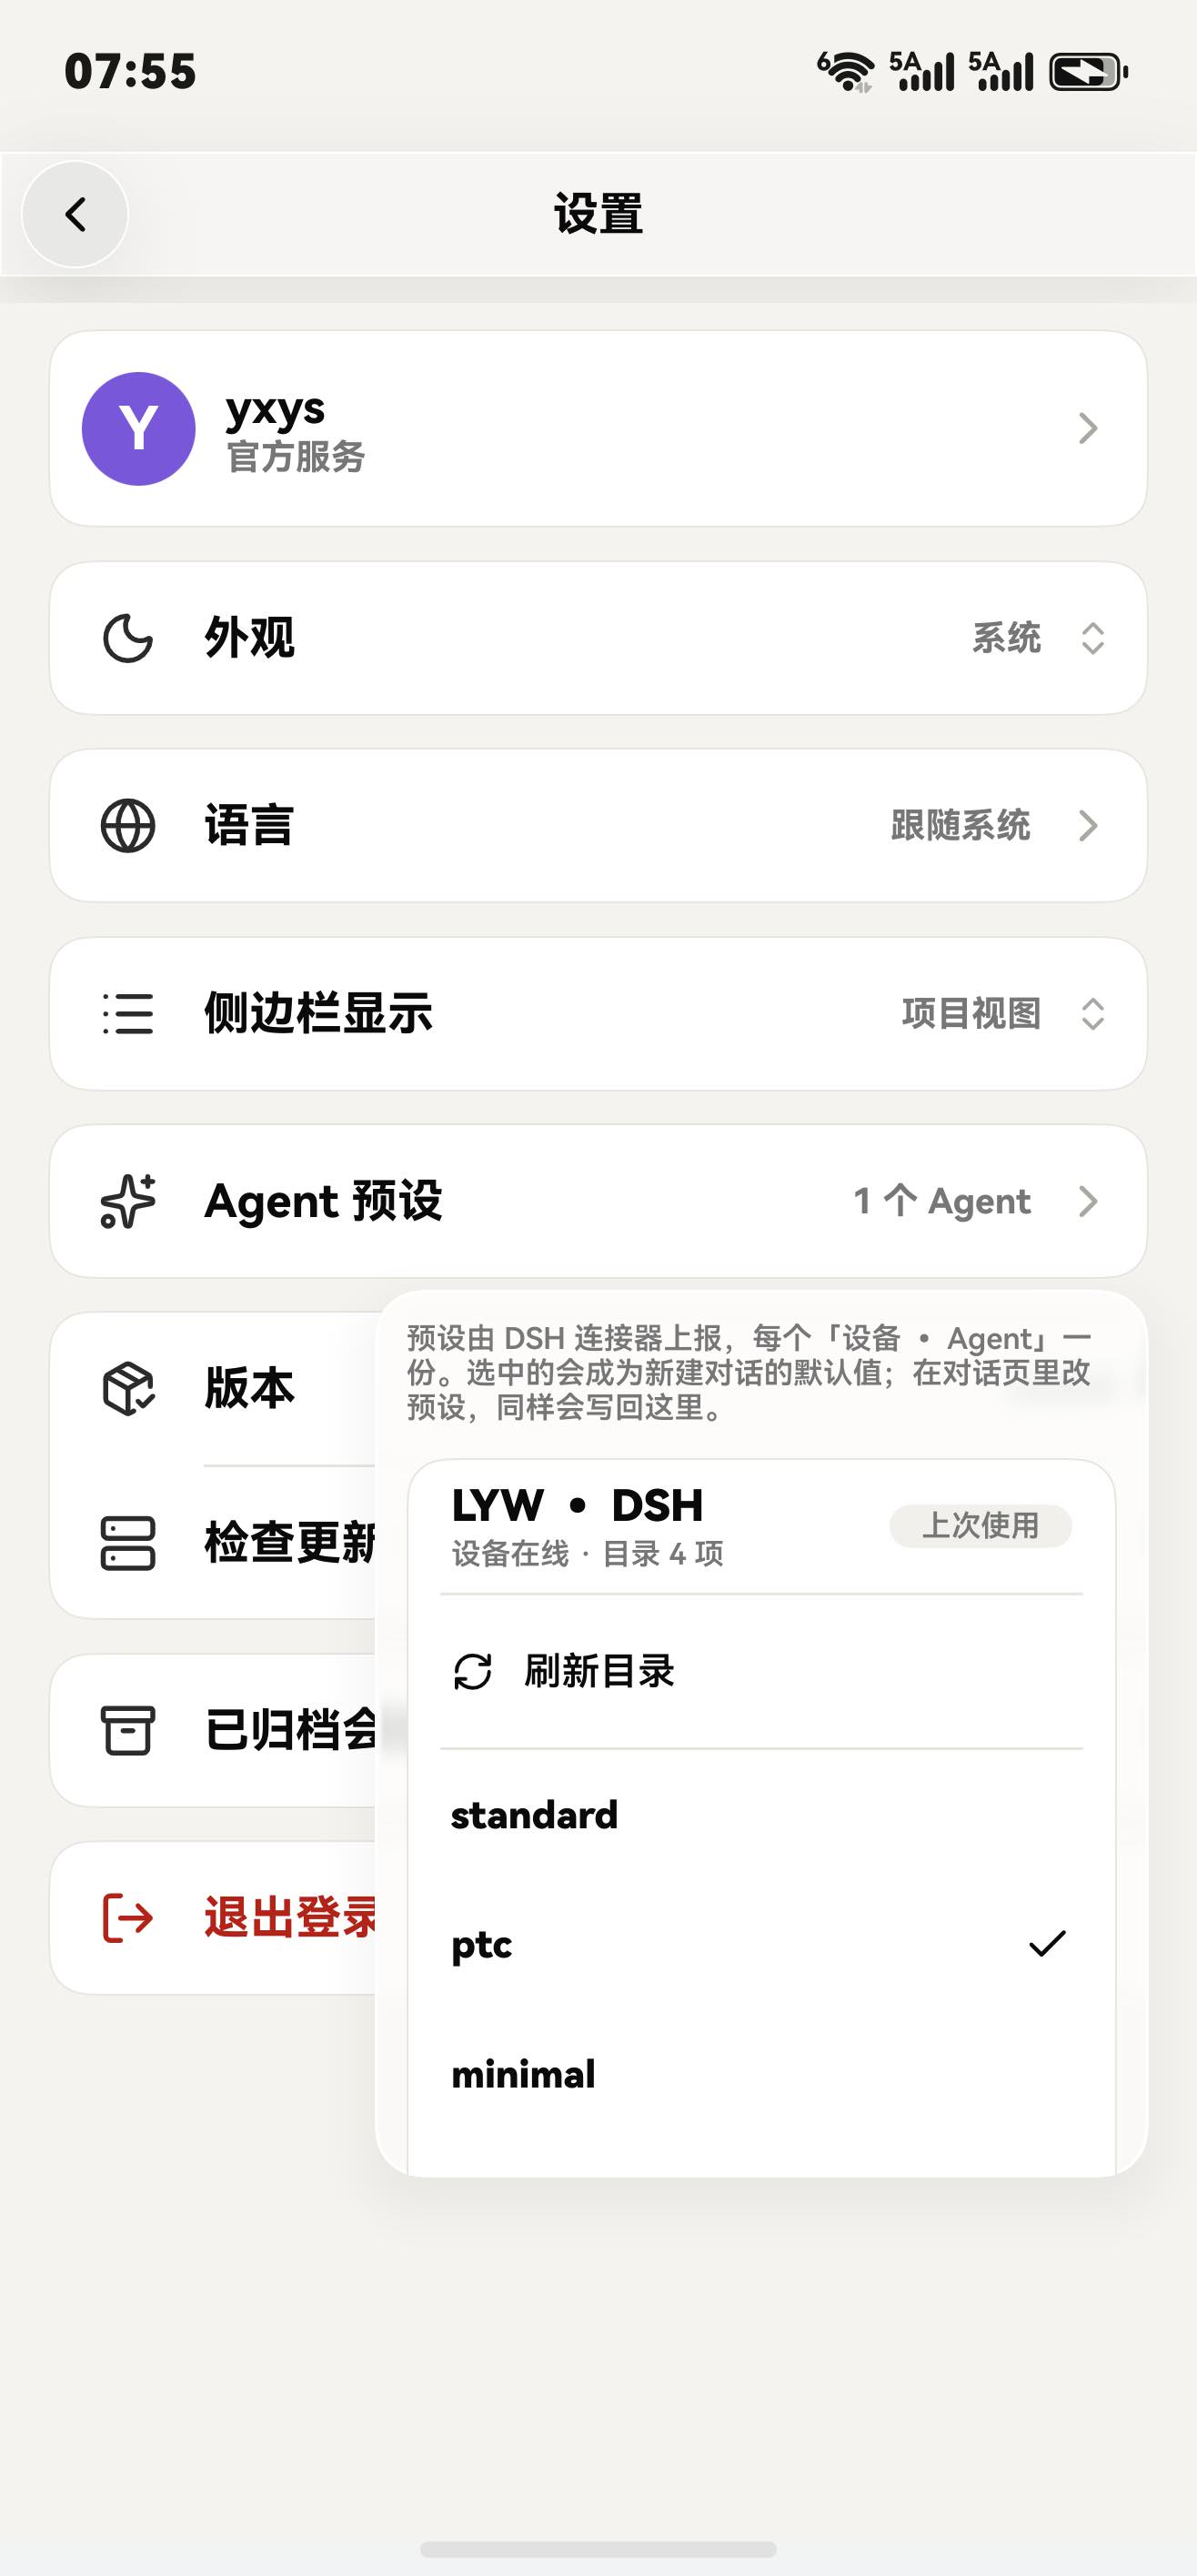 07:55
6 5A 5A
设置
Y
yxys
官方服务
外观
系统
语言
跟随系统
侧边栏显示
项目视图
Agent 预设
1 个 Agent
版本
检查更新
已归档会
退出登录
预设由 DSH 连接器上报，每个「设备 • Agent」一
份。选中的会成为新建对话的默认值；在对话页里改
预设，同样会写回这里。
LYW • DSH
上次使用
设备在线 · 目录 4 项
刷新目录
standard
ptc
minimal